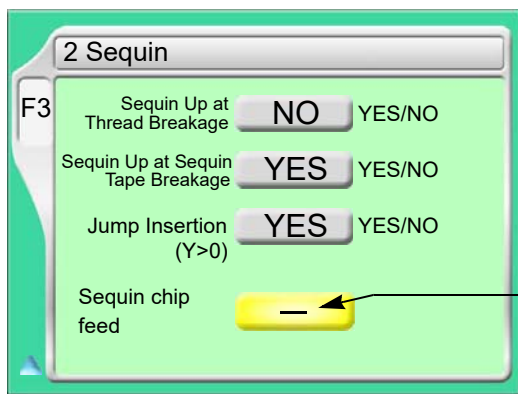 2 Sequin
F3
Sequin Up at
Thread Breakage
NO YES/NO
Sequin Up at Sequin
Tape Breakage
YES YES/NO
Jump Insertion
(Y>0)
YES YES/NO
Sequin chip
feed
—